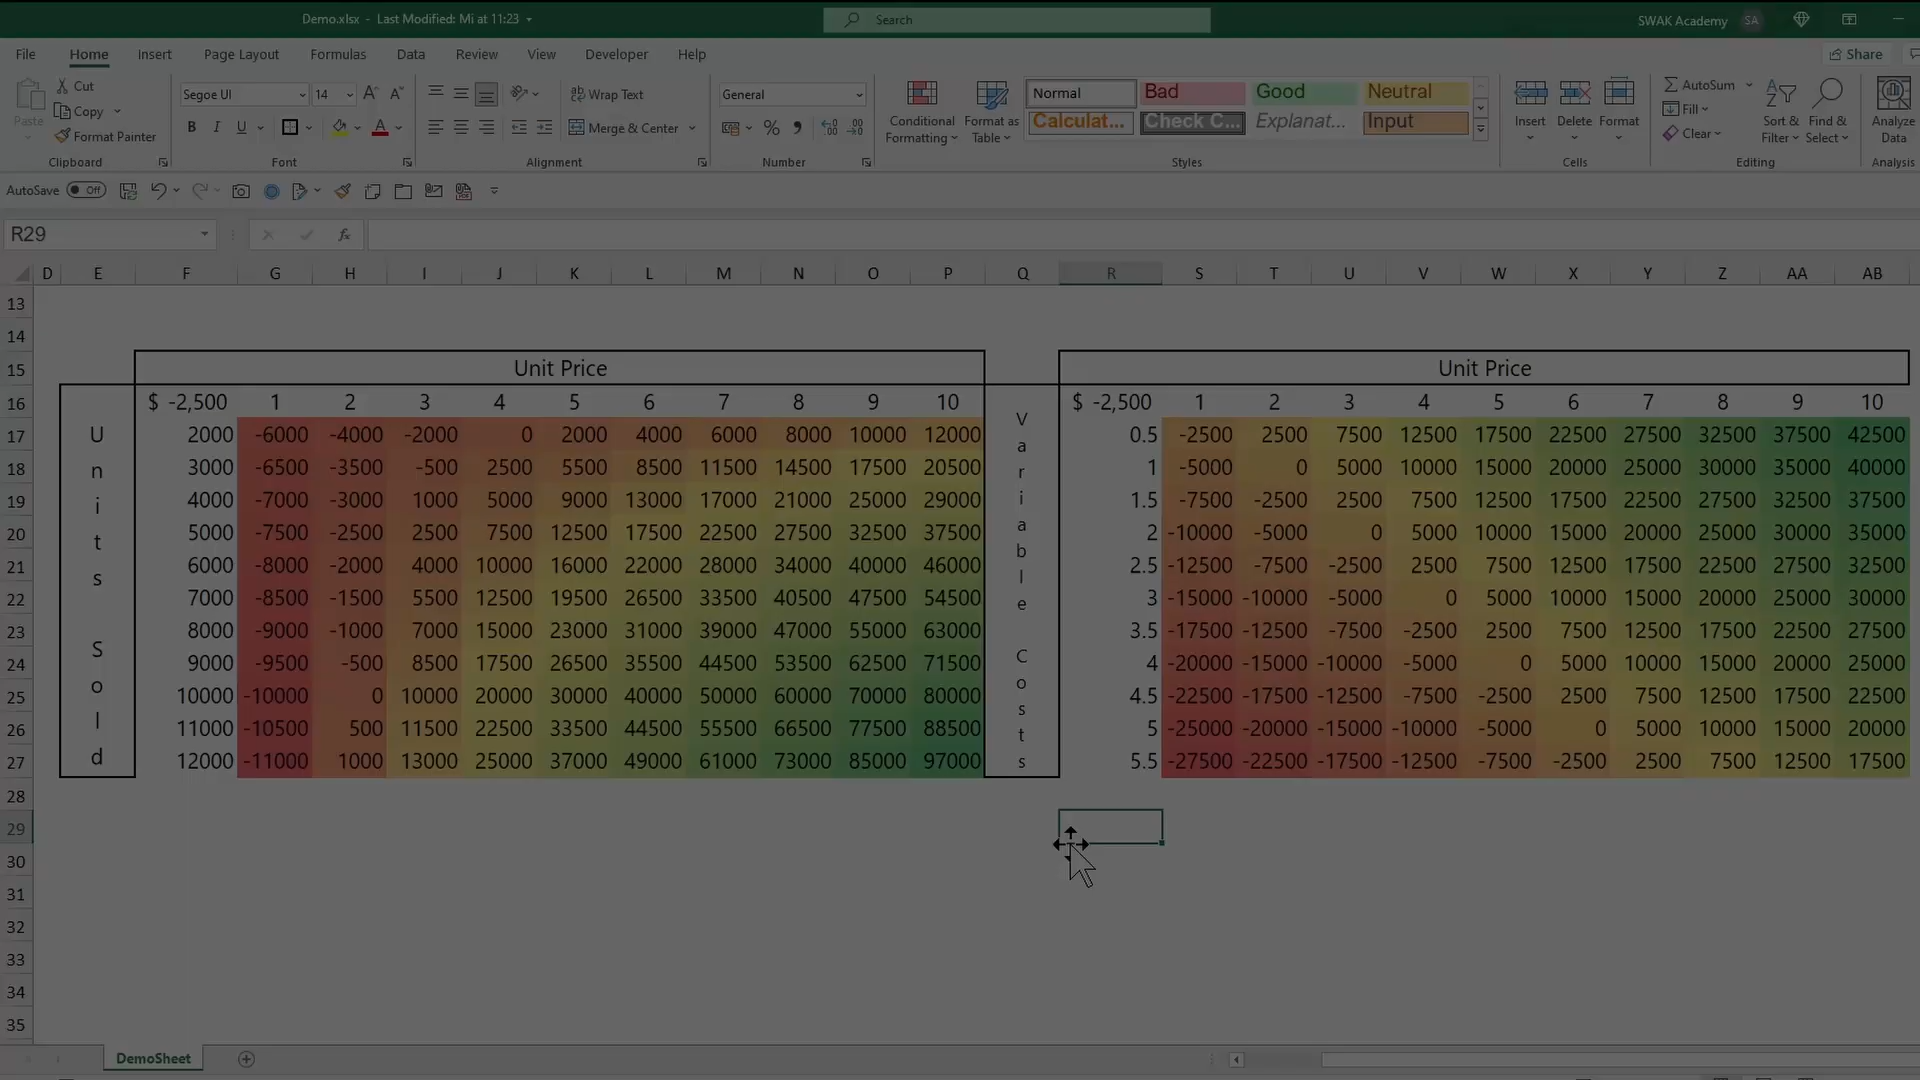 Demo.xlsx - Last Modified: Mi at 11:23
Search
SWAK Academy SA
File Home Insert Page Layout Formulas Data Review View Developer Help
Share
Paste
Cut
Copy
Format Painter
Clipboard
Segoe UI 14
B I U
Font
Wrap Text
Merge & Center
Alignment
General
Number
Conditional Formatting
Format as Table
Normal Bad Good Neutral
Calculat... Check C... Explanat... Input
Styles
Insert Delete Format
Cells
AutoSum
Fill
Clear
Sort & Filter
Find & Select
Editing
Analyze Data
Analysis
AutoSave Off
R29
fx
D E F G H I J K L M N O P Q R S T U V W X Y Z AA AB
13
14
15 Unit Price Unit Price
16 $ -2,500 1 2 3 4 5 6 7 8 9 10 $ -2,500 1 2 3 4 5 6 7 8 9 10
17 2000 -6000 -4000 -2000 0 2000 4000 6000 8000 10000 12000 0.5 -2500 2500 7500 12500 17500 22500 27500 32500 37500 42500
18 3000 -6500 -3500 -500 2500 5500 8500 11500 14500 17500 20500 1 -5000 0 5000 10000 15000 20000 25000 30000 35000 40000
19 4000 -7000 -3000 1000 5000 9000 13000 17000 21000 25000 29000 1.5 -7500 -2500 2500 7500 12500 17500 22500 27500 32500 37500
20 5000 -7500 -2500 2500 7500 12500 17500 22500 27500 32500 37500 2 -10000 -5000 0 5000 10000 15000 20000 25000 30000 35000
21 6000 -8000 -2000 4000 10000 16000 22000 28000 34000 40000 46000 2.5 -12500 -7500 -2500 2500 7500 12500 17500 22500 27500 32500
22 7000 -8500 -1500 5500 12500 19500 26500 33500 40500 47500 54500 3 -15000 -10000 -5000 0 5000 10000 15000 20000 25000 30000
23 8000 -9000 -1000 7000 15000 23000 31000 39000 47000 55000 63000 3.5 -17500 -12500 -7500 -2500 2500 7500 12500 17500 22500 27500
24 9000 -9500 -500 8500 17500 26500 35500 44500 53500 62500 71500 4 -20000 -15000 -10000 -5000 0 5000 10000 15000 20000 25000
25 10000 -10000 0 10000 20000 30000 40000 50000 60000 70000 80000 4.5 -22500 -17500 -12500 -7500 -2500 2500 7500 12500 17500 22500
26 11000 -10500 500 11500 22500 33500 44500 55500 66500 77500 88500 5 -25000 -20000 -15000 -10000 -5000 0 5000 10000 15000 20000
27 12000 -11000 1000 13000 25000 37000 49000 61000 73000 85000 97000 5.5 -27500 -22500 -17500 -12500 -7500 -2500 2500 7500 12500 17500
Units Sold
Variable Costs
28
29
30
31
32
33
34
35
DemoSheet